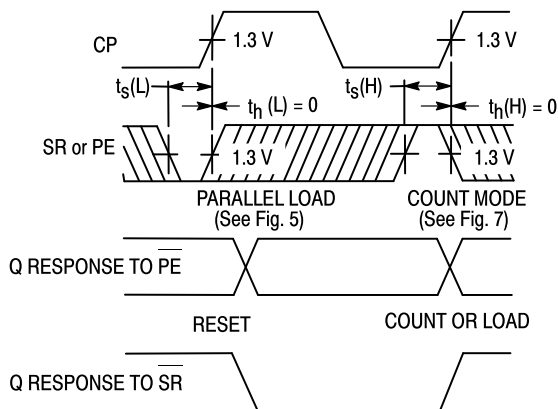 CP
1.3 V
1.3 V
ts(L)
ts(H)
th (L) = 0
th(H) = 0
SR or PE
1.3 V
1.3 V
PARALLEL LOAD
(See Fig. 5)
COUNT MODE
(See Fig. 7)
Q RESPONSE TO PE
RESET
COUNT OR LOAD
Q RESPONSE TO SR